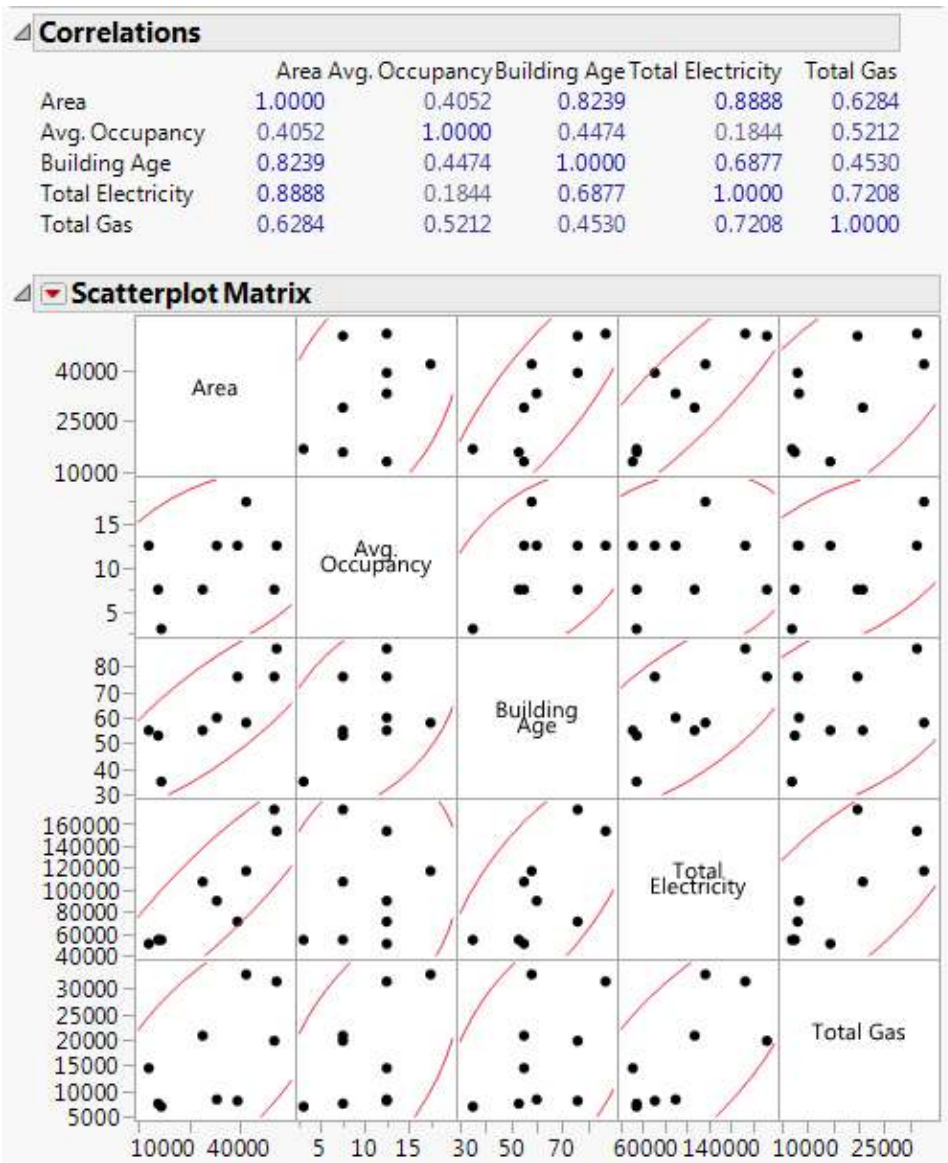 Correlations
Area Avg. Occupancy Building Age Total Electricity Total Gas
Area 1.0000 0.4052 0.8239 0.8888 0.6284
Avg. Occupancy 0.4052 1.0000 0.4474 0.1844 0.5212
Building Age 0.8239 0.4474 1.0000 0.6877 0.4530
Total Electricity 0.8888 0.1844 0.6877 1.0000 0.7208
Total Gas 0.6284 0.5212 0.4530 0.7208 1.0000
Scatterplot Matrix
40000
25000
10000
Area
15
10
5
Avg.
Occupancy
80
70
60
50
40
30
Building
Age
160000
140000
120000
100000
80000
60000
40000
Total
Electricity
30000
25000
20000
15000
10000
5000
Total Gas
10000 40000 5 10 15 30 50 70 60000 140000 10000 25000